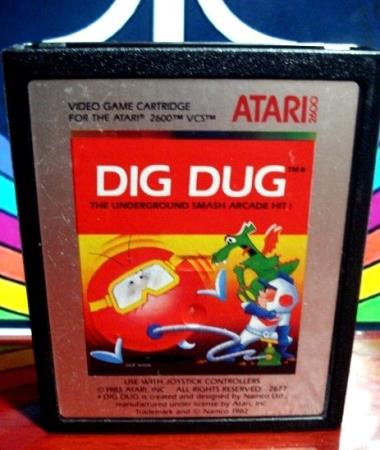 VIDEO GAME CARTRIDGE
FOR THE ATARI® 2600™ VCS™
ATARI 2600
DIG DUG™*
THE UNDERGROUND SMASH ARCADE HIT!
USE WITH JOYSTICK CONTROLLERS
© 1983 ATARI, INC. ALL RIGHTS RESERVED. 2677
* DIG DUG is created and designed by Namco Ltd.,
manufactured under license by Atari, Inc.
Trademark and © Namco 1982